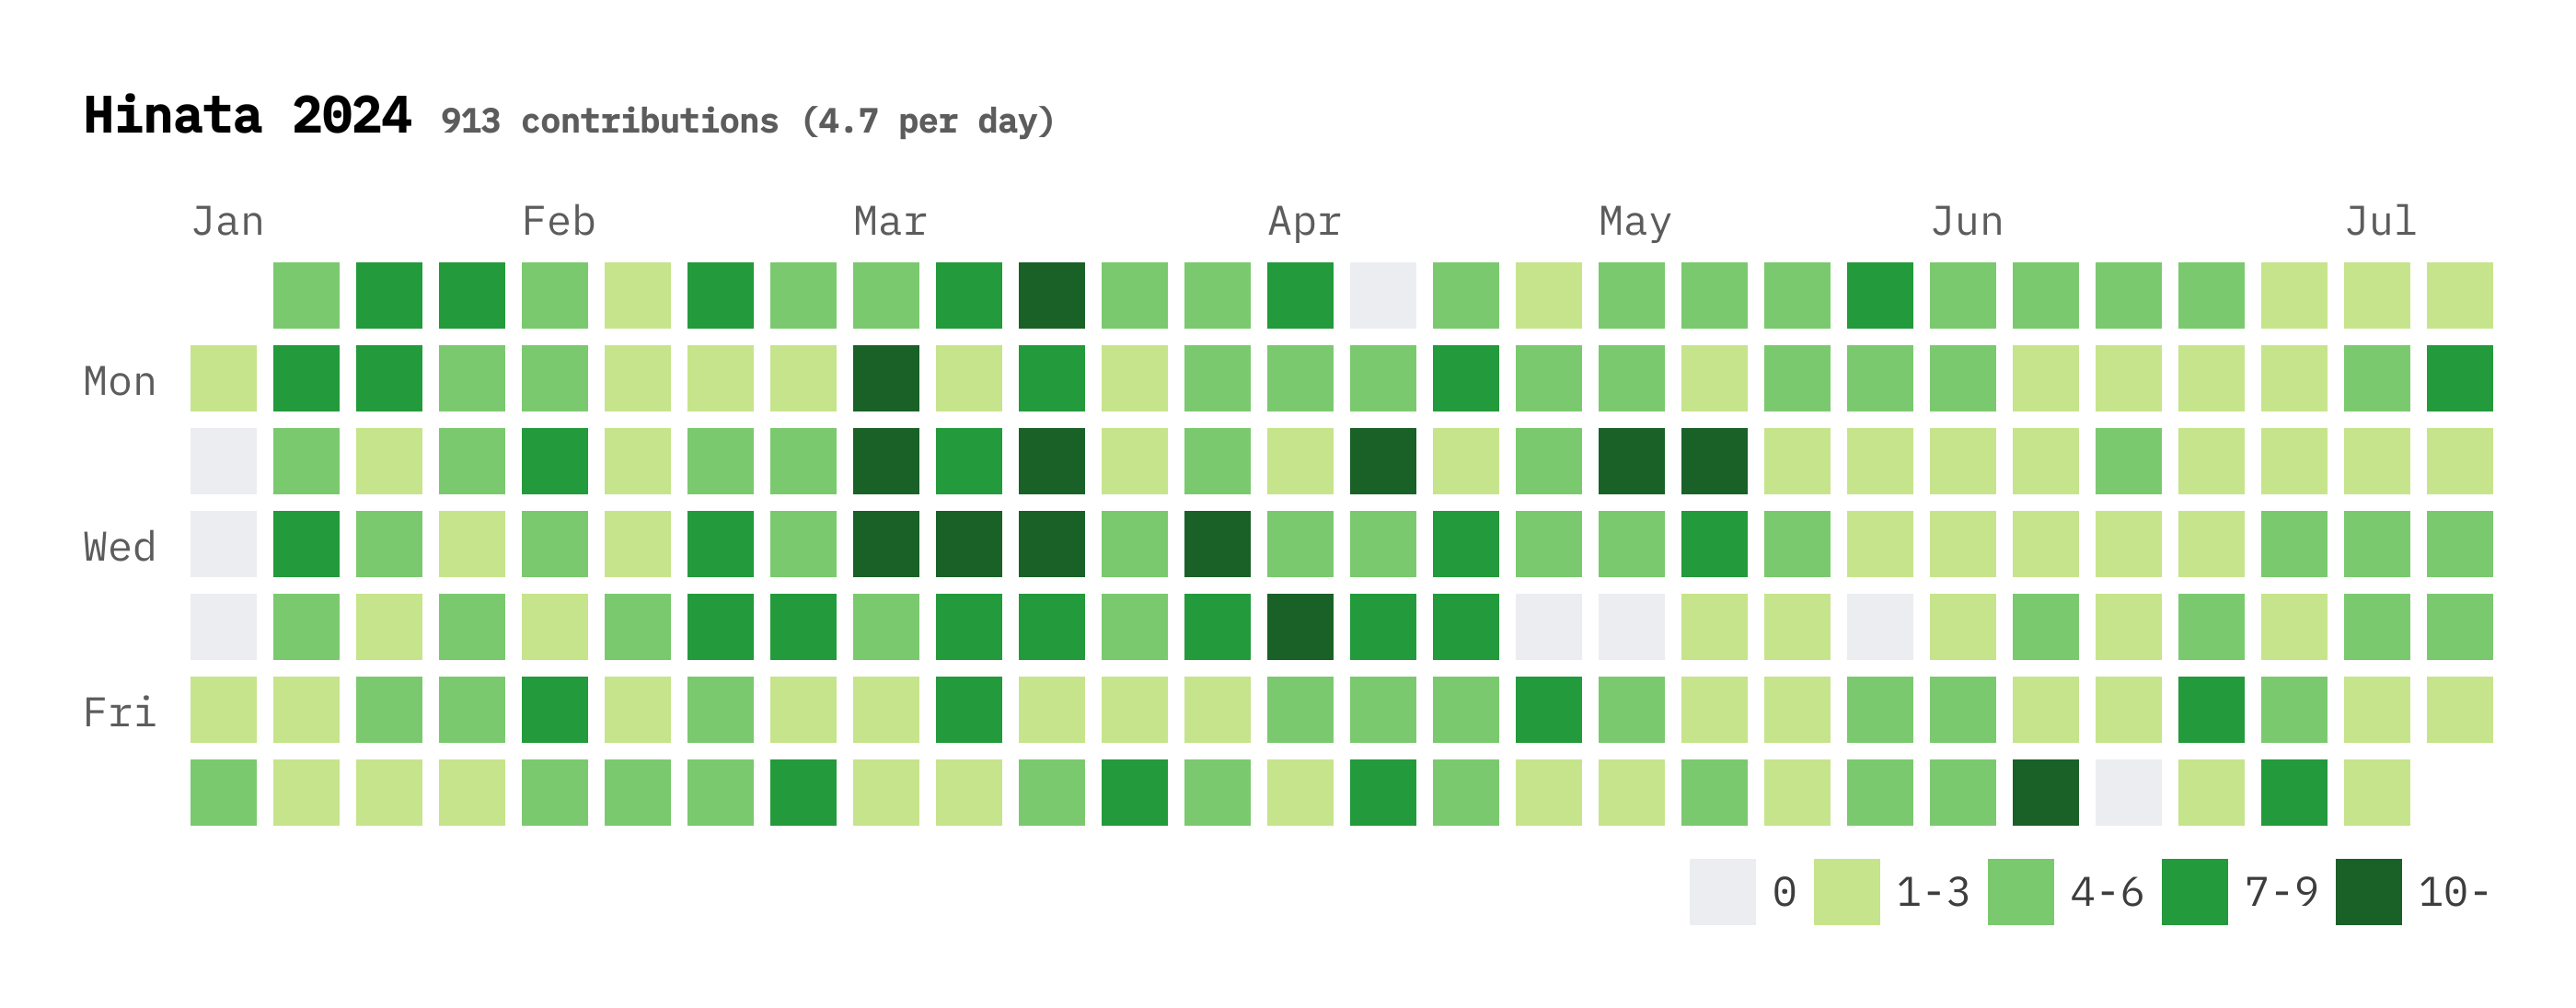 Hinata 2024 913 contributions (4.7 per day)
Jan Feb Mar Apr May Jun Jul
Mon
Wed
Fri
0 1-3 4-6 7-9 10-